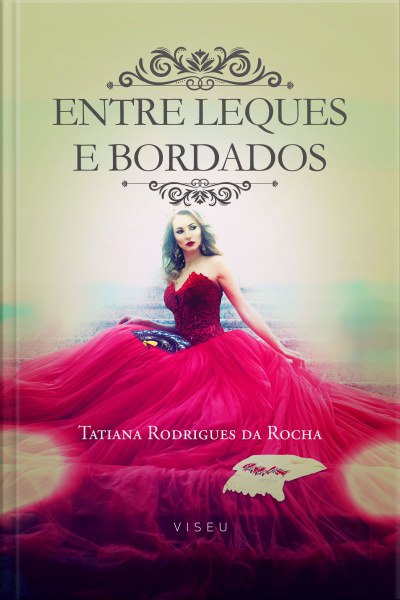 ENTRE LEQUES
E BORDADOS
TATIANA RODRIGUES DA ROCHA
VISEU